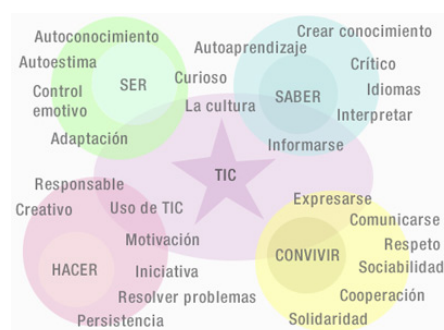 Autoconocimiento
Autoestima
SER
Curioso
Control
emotivo
Adaptación
Crear conocimiento
Autoaprendizaje
Crítico
SABER
Idiomas
La cultura
Interpretar
Informarse
TIC
Responsable
Creativo
Uso de TIC
Motivación
HACER
Iniciativa
Resolver problemas
Persistencia
Expresarse
Comunicarse
Respeto
CONVIVIR
Sociabilidad
Cooperación
Solidaridad